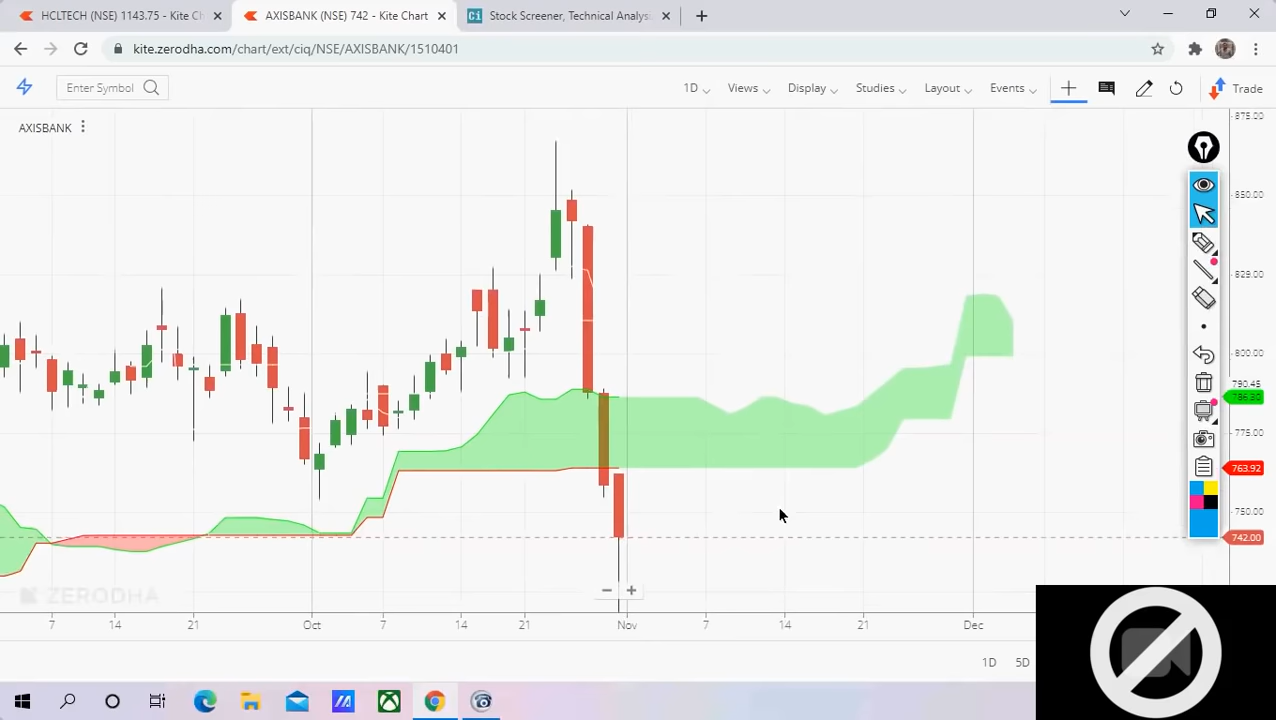 HCLTECH (NSE) 1143.75 - Kite Ch
AXISBANK (NSE) 742 - Kite Chart
Stock Screener, Technical Analys
kite.zerodha.com/chart/ext/ciq/NSE/AXISBANK/1510401
Enter Symbol
1D
Views
Display
Studies
Layout
Events
Trade
AXISBANK
875.00
850.00
829.00
800.00
790.45
786.30
775.00
763.92
750.00
742.00
ZERODHA
7
14
21
Oct
7
14
21
Nov
7
14
21
Dec
1D
5D